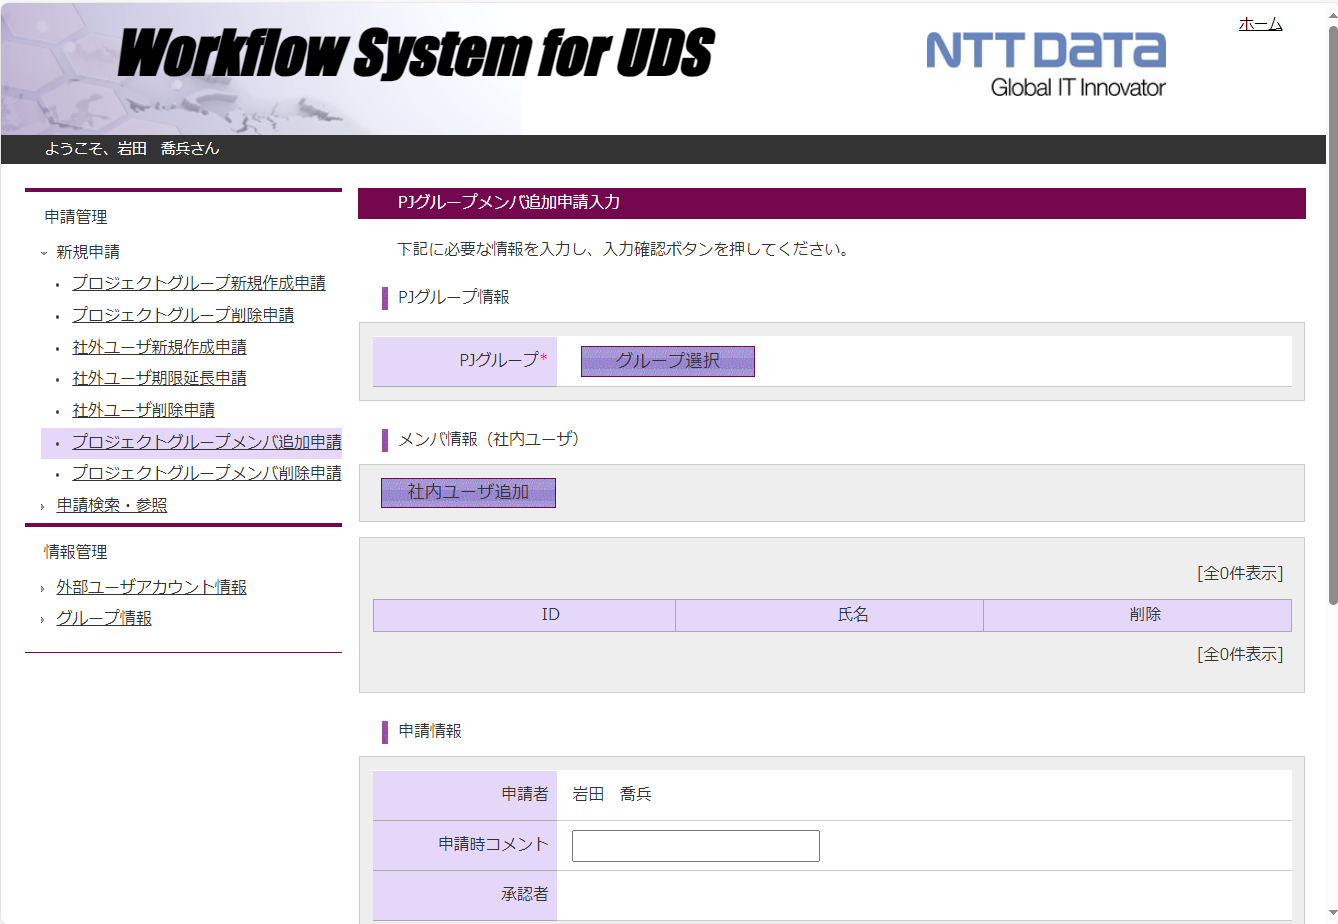 Workflow System for UDS
NTT DATA
Global IT Innovator
ホーム
ようこそ、岩田　喬兵さん
申請管理
新規申請
プロジェクトグループ新規作成申請
プロジェクトグループ削除申請
社外ユーザ新規作成申請
社外ユーザ期限延長申請
社外ユーザ削除申請
プロジェクトグループメンバ追加申請
プロジェクトグループメンバ削除申請
申請検索・参照
情報管理
外部ユーザアカウント情報
グループ情報
PJグループメンバ追加申請入力
下記に必要な情報を入力し、入力確認ボタンを押してください。
PJグループ情報
PJグループ* グループ選択
メンバ情報（社内ユーザ）
社内ユーザ追加
[全0件表示]
ID 氏名 削除
[全0件表示]
申請情報
申請者 岩田　喬兵
申請時コメント
承認者